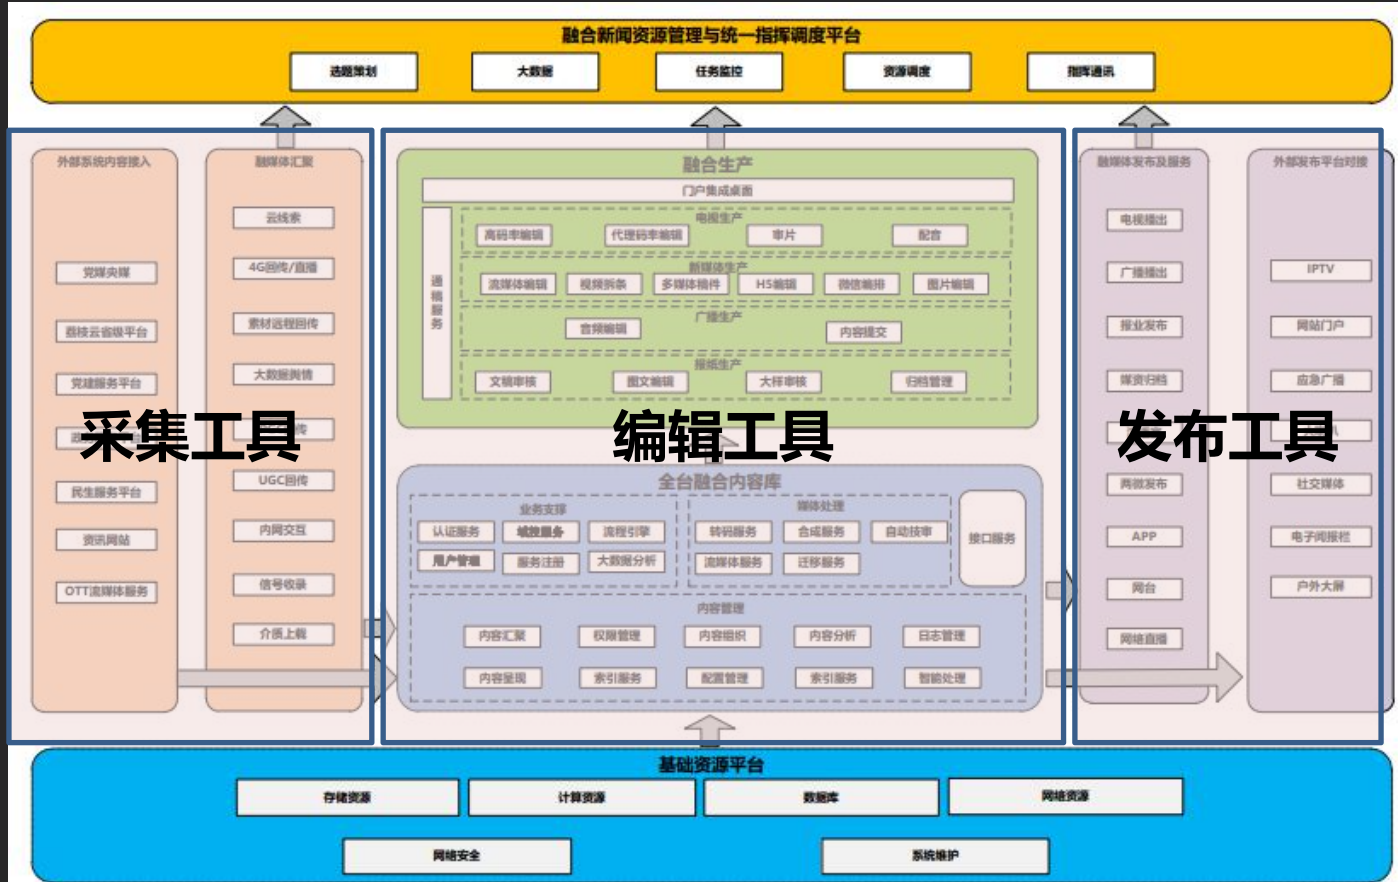 融合新闻资源管理与统一指挥调度平台
选题策划
大数据
任务监控
资源调度
指挥通讯
外部系统内容接入
党媒央媒
荔枝云省级平台
党建服务平台
民生服务平台
资讯网站
OTT流媒体服务
融媒体汇聚
云线索
4G回传/直播
素材远程回传
大数据舆情
UGC回传
内网交互
信号收录
介质上载
采集工具
融合生产
门户集成桌面
通稿服务
电视生产
高码率编辑
代理码率编辑
审片
配音
新媒体生产
流媒体编辑
视频拆条
多媒体稿件
H5编辑
微信编排
图片编辑
广播生产
音频编辑
内容提交
报纸生产
文稿审核
图文编辑
大样审核
归档管理
编辑工具
全台融合内容库
业务支撑
认证服务
域控服务
流程引擎
用户管理
服务注册
大数据分析
媒体处理
转码服务
合成服务
自动技审
流媒体服务
迁移服务
接口服务
内容管理
内容汇聚
权限管理
内容组织
内容分析
日志管理
内容呈现
索引服务
配置管理
索引服务
智能处理
融媒体发布及服务
电视播出
广播播出
报业发布
媒资归档
两微发布
APP
网台
网络直播
外部发布平台对接
IPTV
网站门户
应急广播
社交媒体
电子阅报栏
户外大屏
发布工具
基础资源平台
存储资源
计算资源
数据库
网络资源
网络安全
系统维护